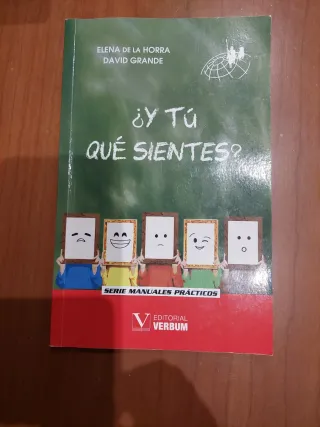 ELENA DE LA HORRA
DAVID GRANDE
¿Y TÚ
QUÉ SIENTES?
SERIE MANUALES PRÁCTICOS
V EDITORIAL
VERBUM